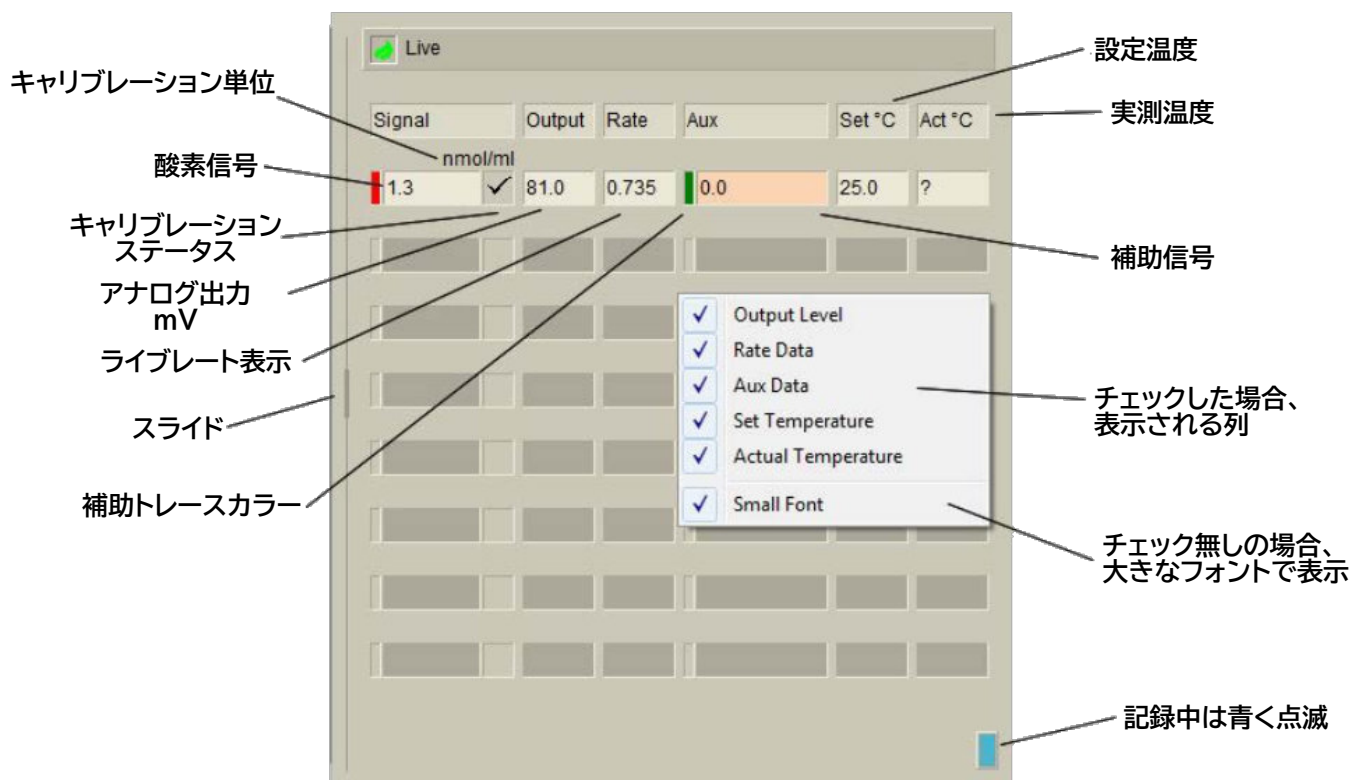 Live
設定温度
キャリブレーション単位
Signal Output Rate Aux Set °C Act °C
実測温度
nmol/ml
酸素信号
1.3 81.0 0.735 0.0 25.0 ?
キャリブレーション
ステータス
補助信号
アナログ出力
mV
Output Level
ライブレート表示
Rate Data
Aux Data
チェックした場合、
表示される列
スライド
Set Temperature
Actual Temperature
補助トレースカラー
Small Font
チェック無しの場合、
大きなフォントで表示
記録中は青く点滅